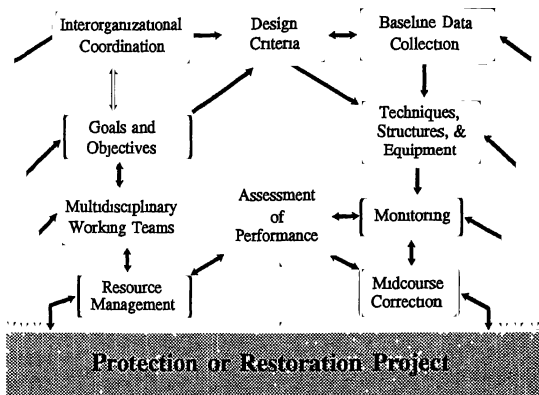 Interorganizational
Coordination
Design
Criteria
Baseline Data
Collection
Goals and
Objectives
Techniques,
Structures, &
Equipment
Multidisciplinary
Working Teams
Assessment
of
Performance
Monitoring
Resource
Management
Midcourse
Correction
Protection or Restoration Project